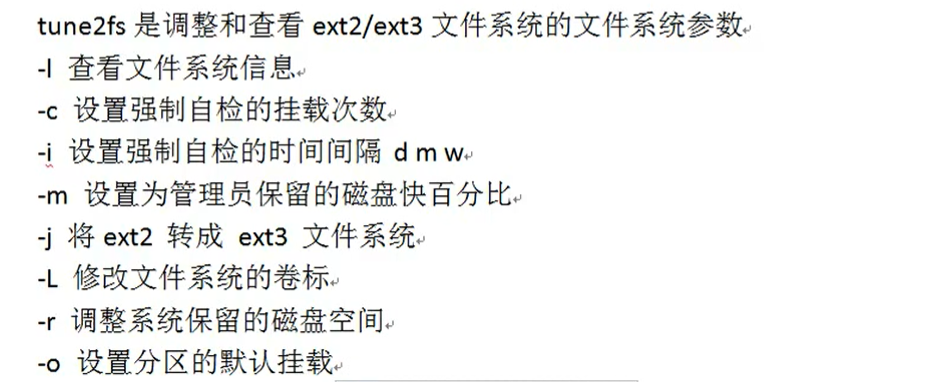 tune2fs 是调整和查看 ext2/ext3 文件系统的文件系统参数
-l 查看文件系统信息
-c 设置强制自检的挂载次数
-i 设置强制自检的时间间隔 d m w
-m 设置为管理员保留的磁盘快百分比
-j 将 ext2 转成 ext3 文件系统
-L 修改文件系统的卷标
-r 调整系统保留的磁盘空间
-o 设置分区的默认挂载